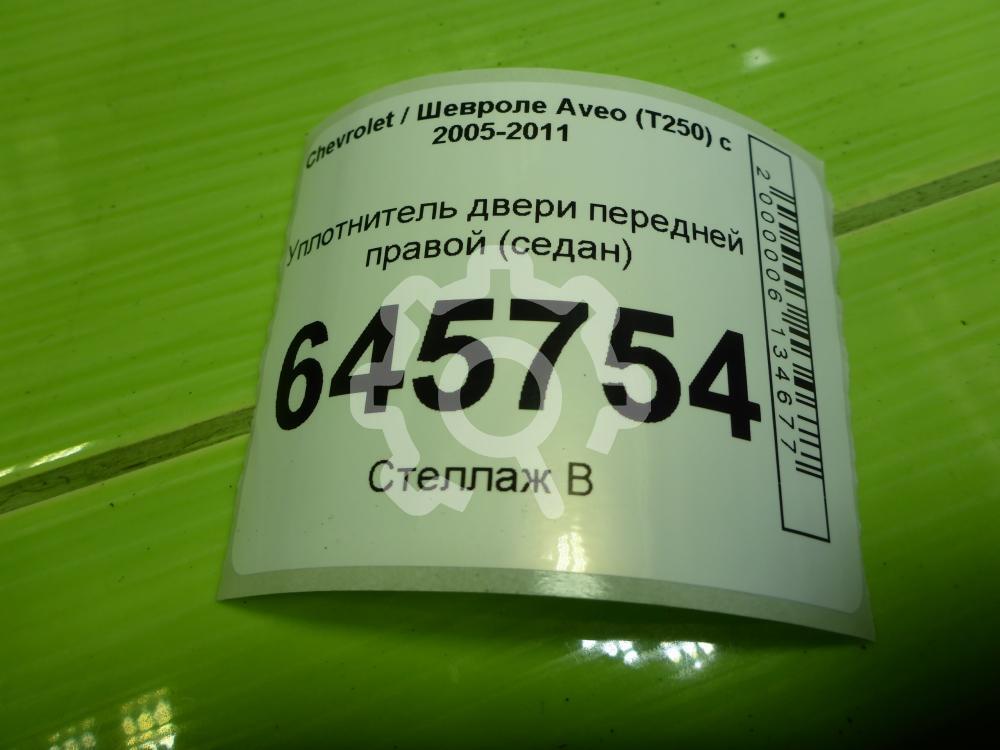 Chevrolet / Шевроле Aveo (T250) с
2005-2011
Уплотнитель двери передней
правой (седан)
645754
Стеллаж В
2000006134677